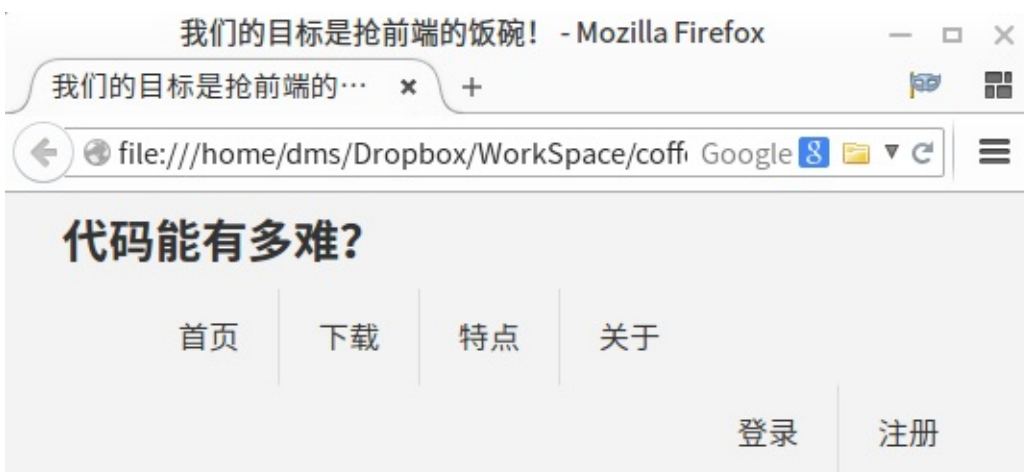 我们的目标是抢前端的饭碗! - Mozilla Firefox
我们的目标是抢前端的…
file:///home/dms/Dropbox/WorkSpace/coff Google 8
代码能有多难?
首页 下载 特点 关于
登录 注册